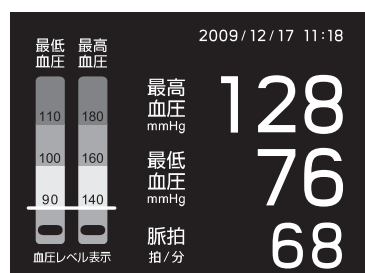 2009/12/17 11:18
最低
血圧
最高
血圧
110 180
100 160
90 140
血圧レベル表示
最高
血圧
mmHg
128
最低
血圧
mmHg
76
脈拍
拍/分
68